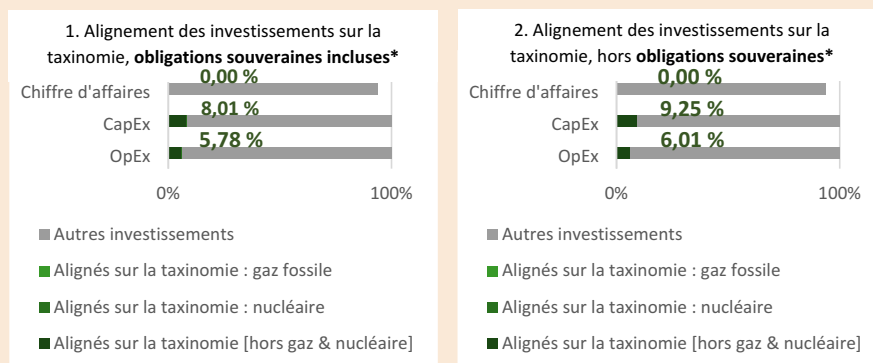 1. Alignement des investissements sur la
taxinomie, obligations souveraines incluses*
0,00 %
Chiffre d'affaires
8,01 %
CapEx
5,78 %
OpEx
0%
100%
Autres investissements
Alignés sur la taxinomie : gaz fossile
Alignés sur la taxinomie : nucléaire
Alignés sur la taxinomie [hors gaz & nucléaire]
2. Alignement des investissements sur la
taxinomie, hors obligations souveraines*
0,00 %
Chiffre d'affaires
9,25 %
CapEx
6,01 %
OpEx
0%
100%
Autres investissements
Alignés sur la taxinomie : gaz fossile
Alignés sur la taxinomie : nucléaire
Alignés sur la taxinomie [hors gaz & nucléaire]